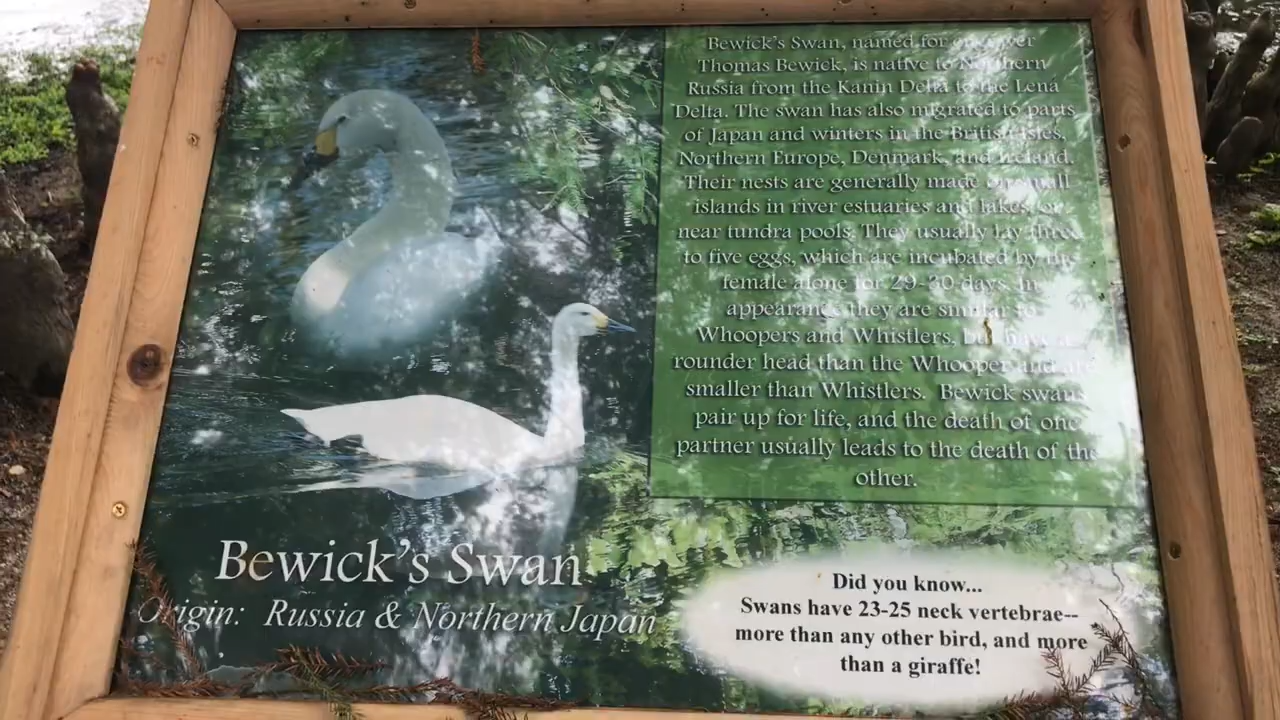 Bewick's Swan, named for engraver
Thomas Bewick, is native to Northern
Russia from the Kanin Delta to the Lena
Delta. The swan has also migrated to parts
of Japan and winters in the British Isles,
Northern Europe, Denmark, and Ireland.
Their nests are generally made on small
islands in river estuaries and lakes, or
near tundra pools. They usually lay three
to five eggs, which are incubated by the
female alone for 29-30 days. In
appearance they are similar to
Whoopers and Whistlers, but have a
rounder head than the Whooper and are
smaller than Whistlers. Bewick swans
pair up for life, and the death of one
partner usually leads to the death of the
other.
Bewick's Swan
Origin: Russia & Northern Japan
Did you know...
Swans have 23-25 neck vertebrae--
more than any other bird, and more
than a giraffe!